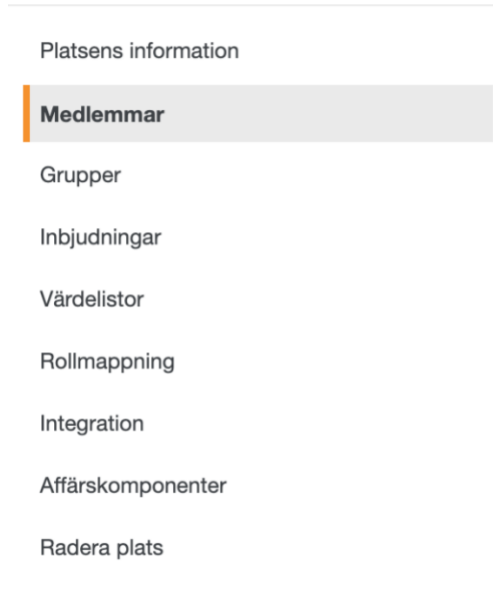 Platsens information
Medlemmar
Grupper
Inbjudningar
Värdelistor
Rollmappning
Integration
Affärskomponenter
Radera plats